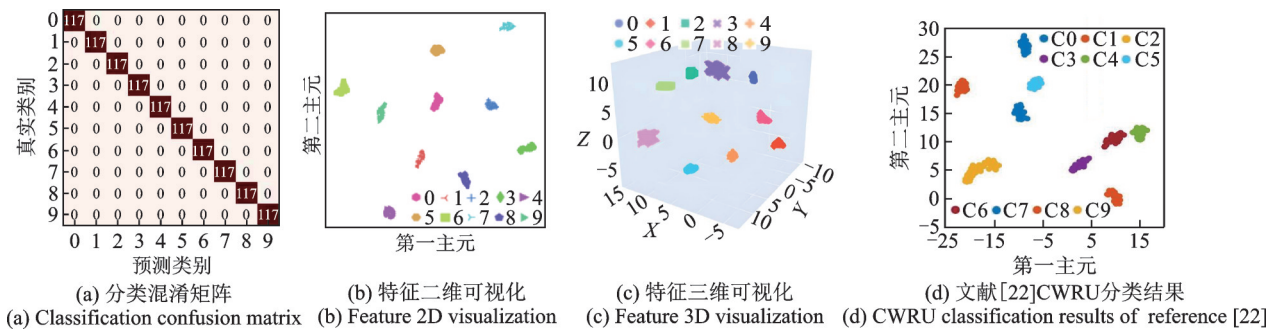 真实类别
0 117 0 0 0 0 0 0 0 0 0
1 0 117 0 0 0 0 0 0 0 0
2 0 0 117 0 0 0 0 0 0 0
3 0 0 0 117 0 0 0 0 0 0
4 0 0 0 0 117 0 0 0 0 0
5 0 0 0 0 0 117 0 0 0 0
6 0 0 0 0 0 0 117 0 0 0
7 0 0 0 0 0 0 0 117 0 0
8 0 0 0 0 0 0 0 0 117 0
9 0 0 0 0 0 0 0 0 0 117
0 1 2 3 4 5 6 7 8 9
预测类别
(a) 分类混淆矩阵
(a) Classification confusion matrix
第二主元
0 1 2 3 4
5 6 7 8 9
第一主元
(b) 特征二维可视化
(b) Feature 2D visualization
0 1 2 3 4
5 6 7 8 9
Z
10
5
0
-5
15
10
5
0
-5
X
-10
-5
0
5
10
Y
(c) 特征三维可视化
(c) Feature 3D visualization
第二主元
30
25
20
15
10
5
0
-5
C0 C1 C2
C3 C4 C5
C6 C7 C8 C9
-25 -15 -5 5 15
第一主元
(d) 文献[22]CWRU分类结果
(d) CWRU classification results of reference [22]